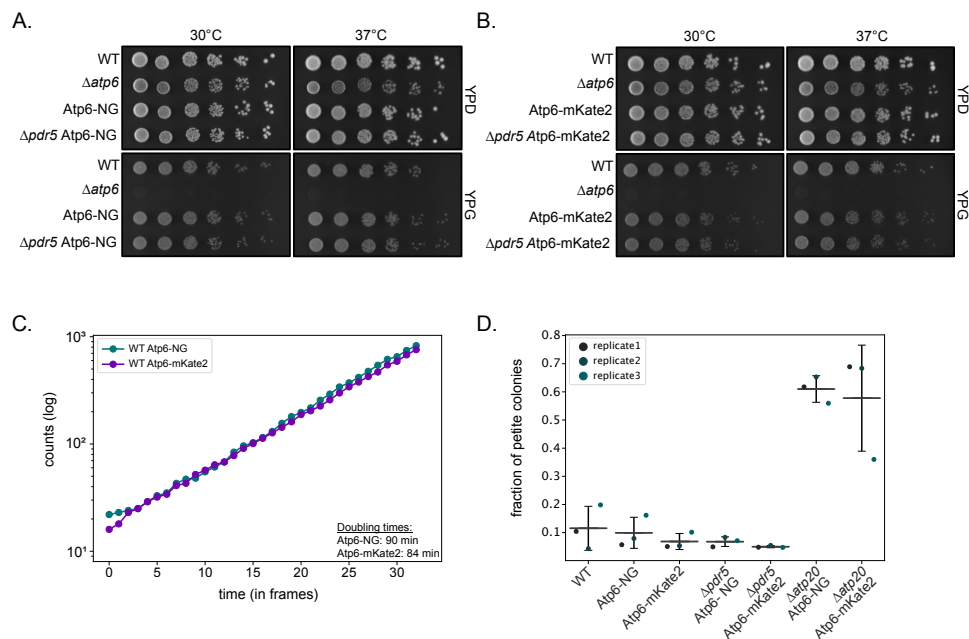 A.
30°C
37°C
WT
Δatp6
Atp6-NG
Δpdr5 Atp6-NG
YPD
WT
Δatp6
Atp6-NG
Δpdr5 Atp6-NG
YPG
B.
30°C
37°C
WT
Δatp6
Atp6-mKate2
Δpdr5 Atp6-mKate2
YPD
WT
Δatp6
Atp6-mKate2
Δpdr5 Atp6-mKate2
YPG
C.
WT Atp6-NG
WT Atp6-mKate2
10³
10²
10¹
counts (log)
Doubling times:
Atp6-NG: 90 min
Atp6-mKate2: 84 min
0 5 10 15 20 25 30
time (in frames)
D.
replicate1
replicate2
replicate3
0.8
0.7
0.6
0.5
0.4
0.3
0.2
0.1
fraction of petite colonies
WT
Atp6-NG
Atp6-mKate2
Δpdr5
Atp6- NG
Δpdr5
Atp6-mKate2
Δatp20
Atp6-NG
Δatp20
Atp6-mKate2